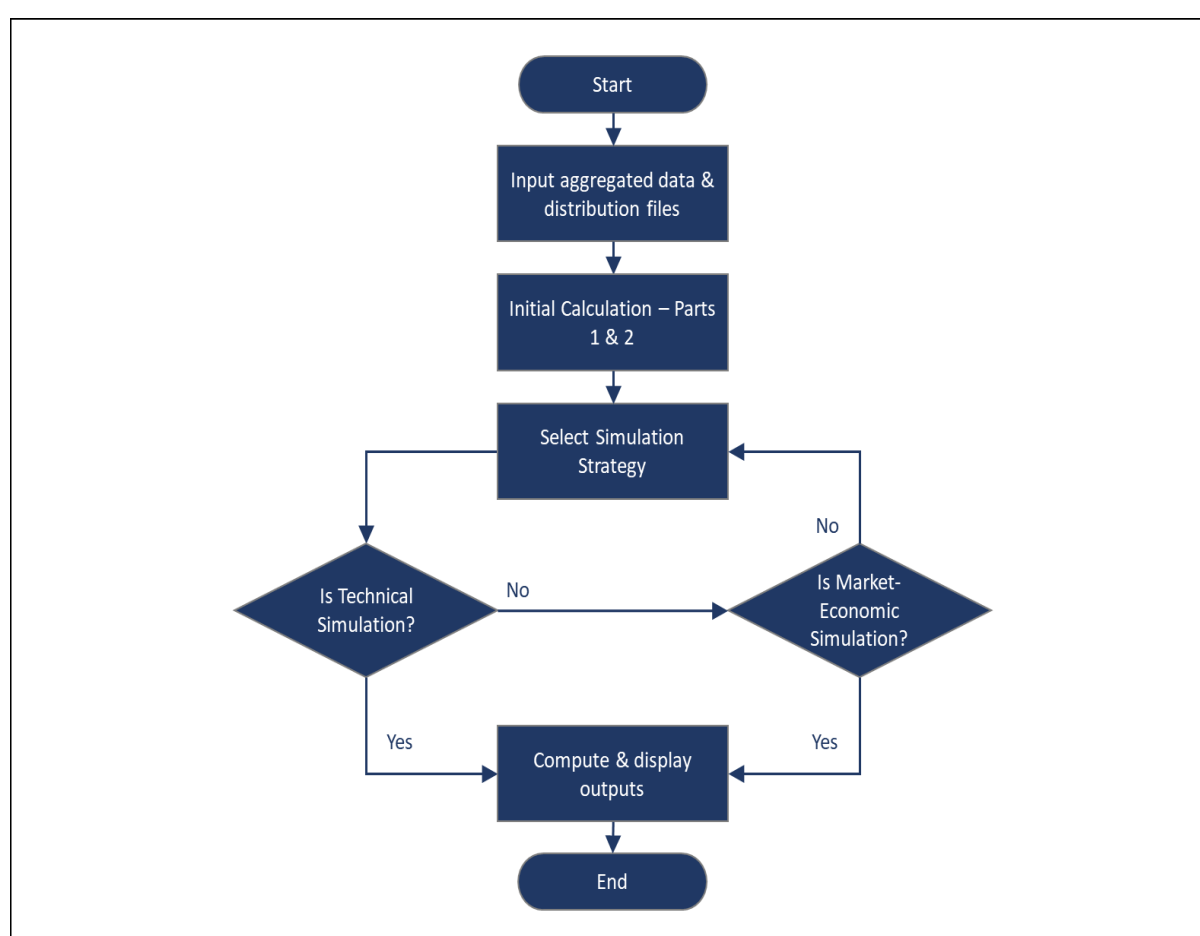 Start
Input aggregated data &
distribution files
Initial Calculation – Parts
1 & 2
Select Simulation
Strategy
No
Is Technical
Simulation?
No
Is Market-
Economic
Simulation?
Yes
Yes
Compute & display
outputs
End